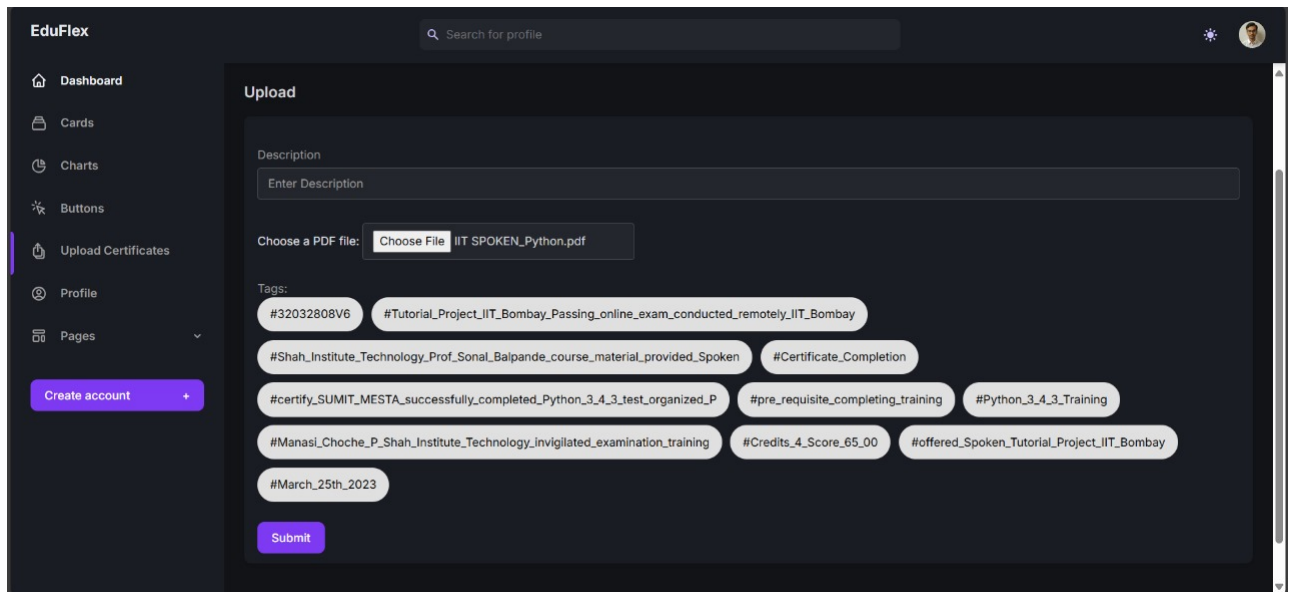 EduFlex
Search for profile
Dashboard
Cards
Charts
Buttons
Upload Certificates
Profile
Pages
Create account +
Upload
Description
Enter Description
Choose a PDF file: Choose File IIT SPOKEN_Python.pdf
Tags:
#32032808V6 #Tutorial_Project_IIT_Bombay_Passing_online_exam_conducted_remotely_IIT_Bombay
#Shah_Institute_Technology_Prof_Sonal_Balpande_course_material_provided_Spoken #Certificate_Completion
#certify_SUMIT_MESTA_successfully_completed_Python_3_4_3_test_organized_P #pre_requisite_completing_training #Python_3_4_3_Training
#Manasi_Choche_P_Shah_Institute_Technology_invigilated_examination_training #Credits_4_Score_65_00 #offered_Spoken_Tutorial_Project_IIT_Bombay
#March_25th_2023
Submit